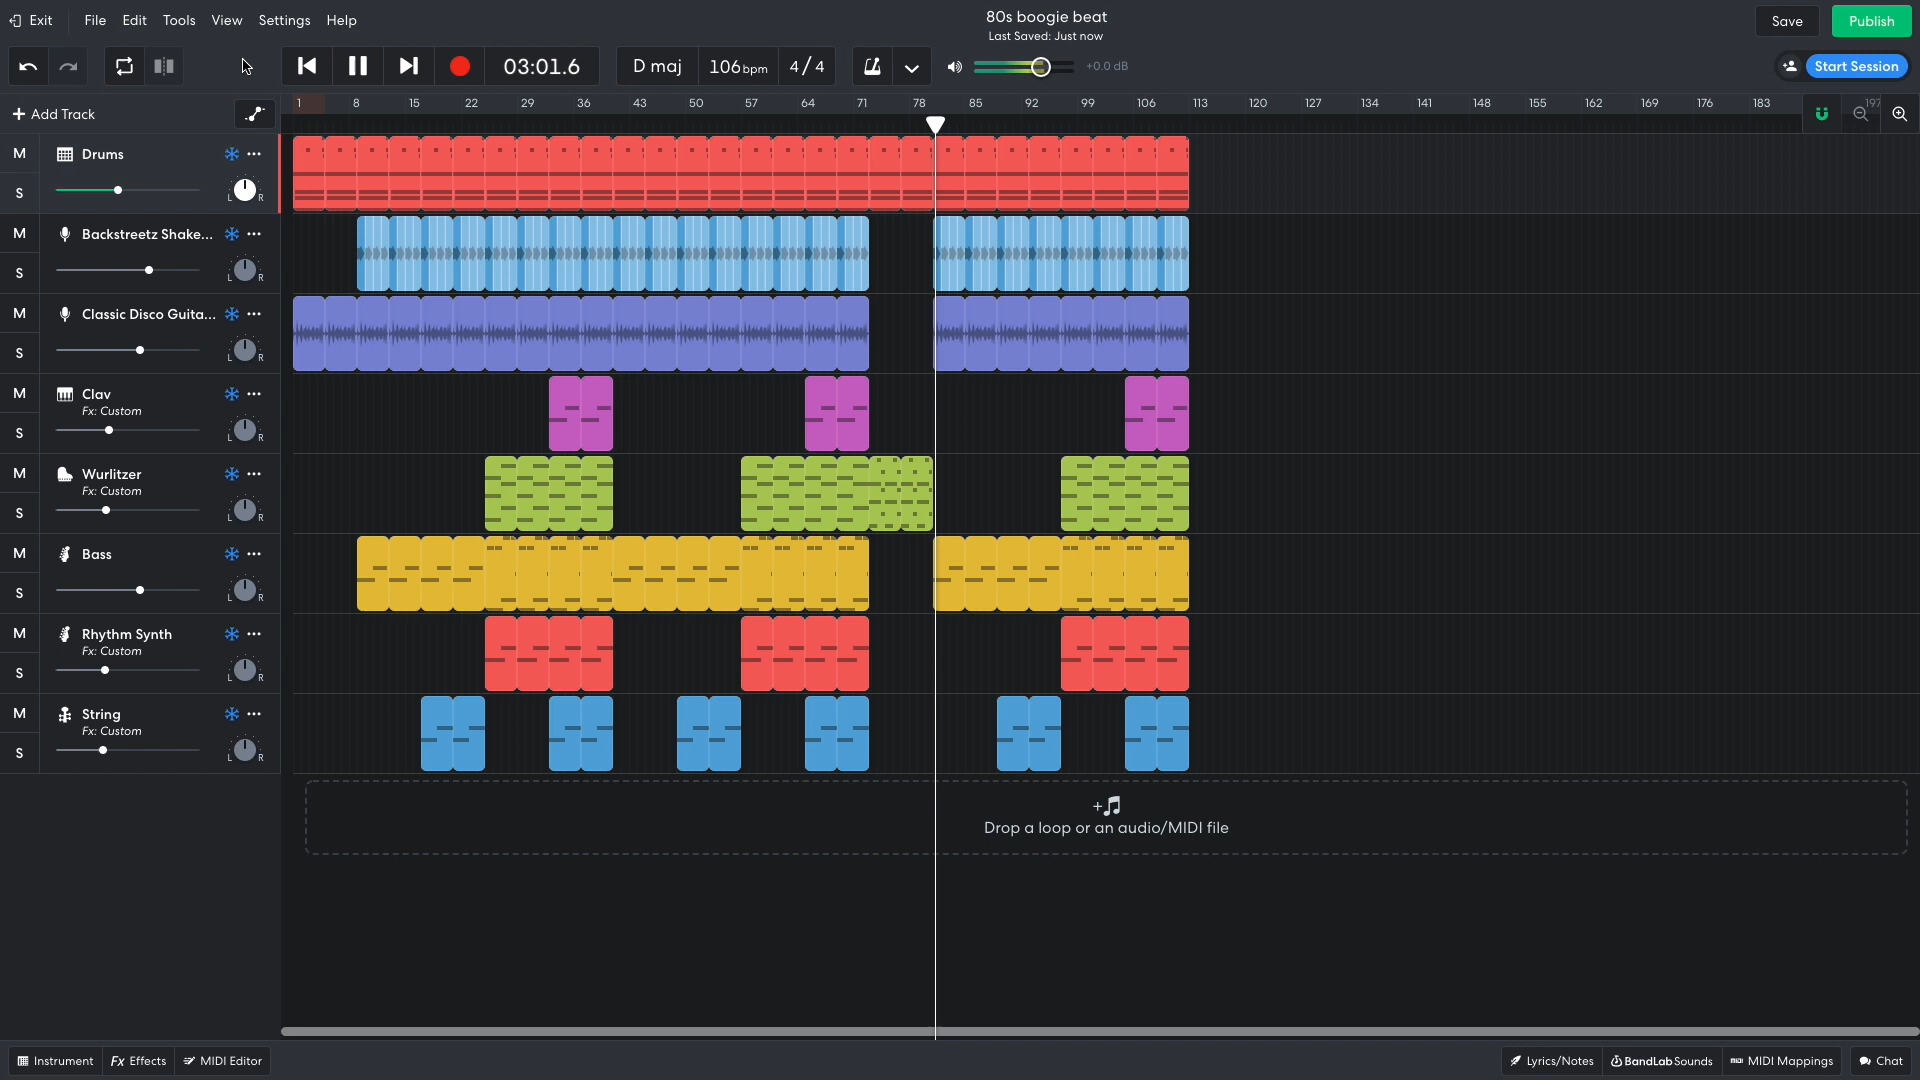 Exit File Edit Tools View Settings Help
80s boogie beat
Last Saved: Just now
Save Publish
03:01.6 D maj 106bpm 4/4 +0.0 dB Start Session
Add Track
1 8 15 22 29 36 43 50 57 64 71 78 85 92 99 106 113 120 127 134 141 148 155 162 169 176 183 197
M Drums
S L R
M Backstreetz Shake...
S L R
M Classic Disco Guita...
S L R
M Clav
Fx: Custom
S L R
M Wurlitzer
Fx: Custom
S L R
M Bass
S L R
M Rhythm Synth
Fx: Custom
S L R
M String
Fx: Custom
S L R
Drop a loop or an audio/MIDI file
Instrument Fx Effects MIDI Editor Lyrics/Notes BandLab Sounds MIDI Mappings Chat